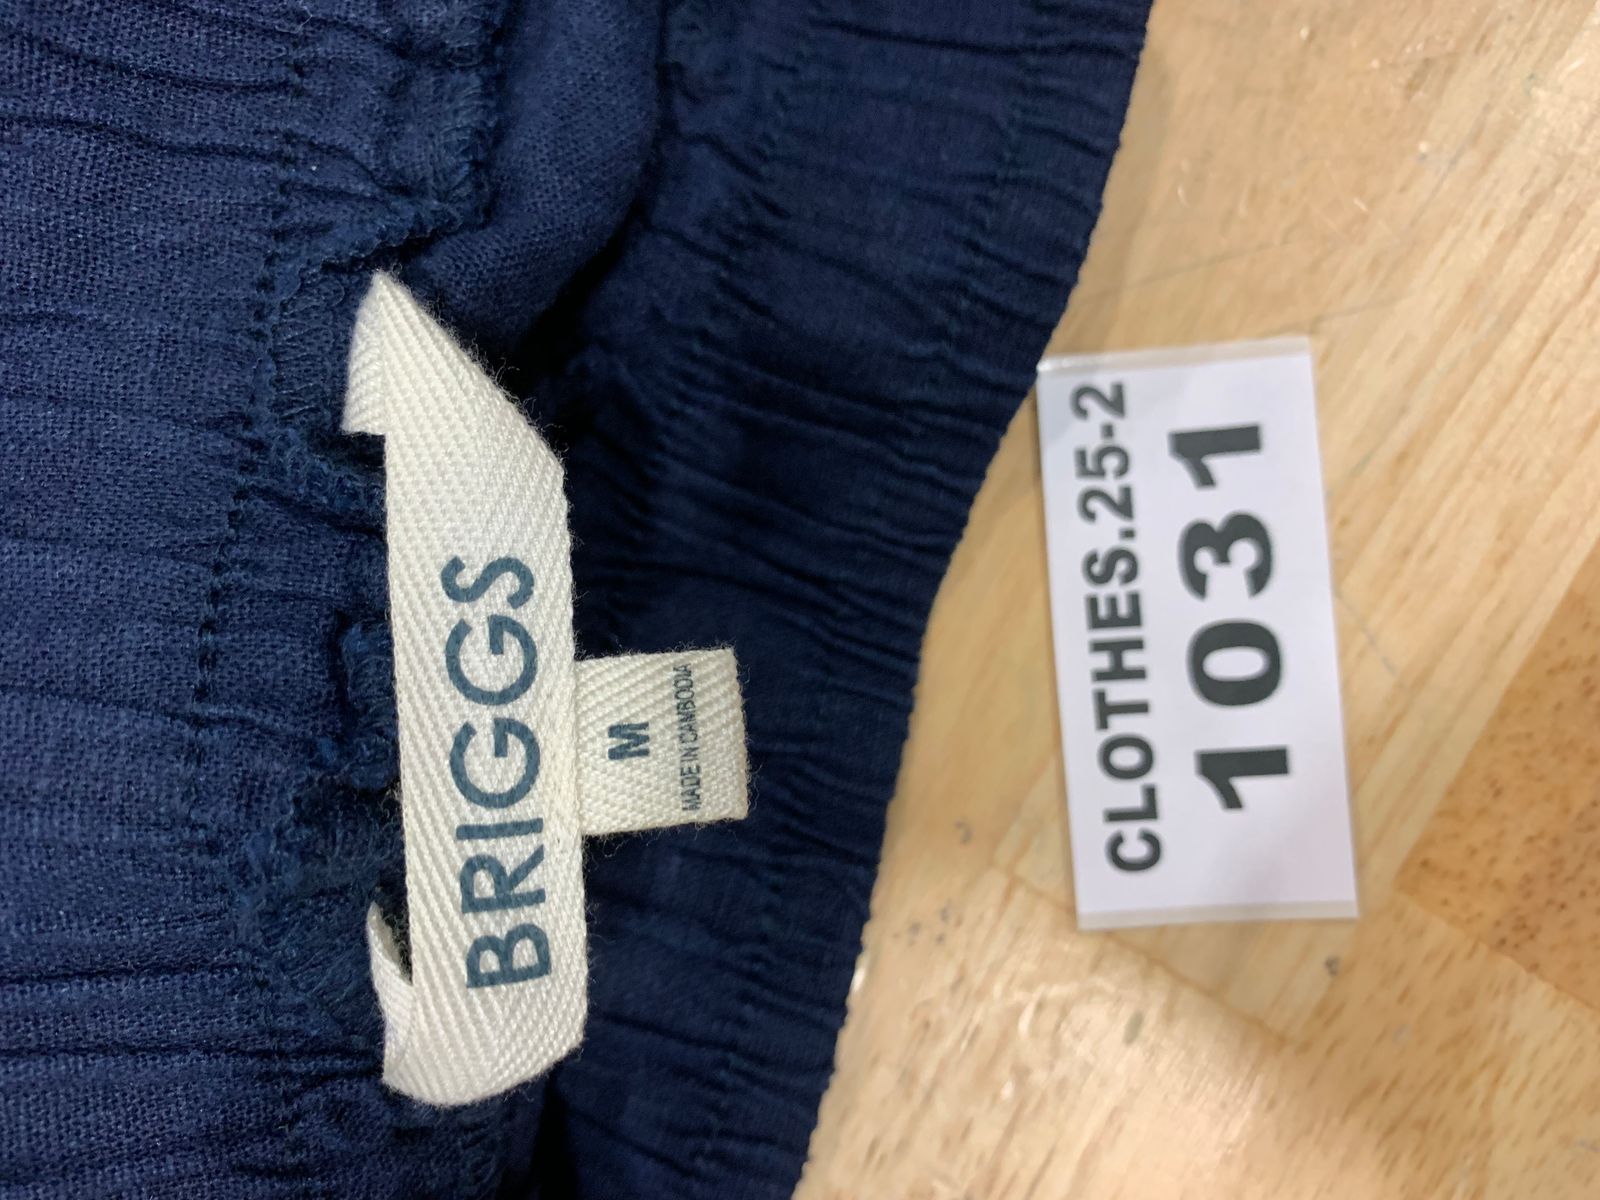 BRIGGS
M
MADE IN CAMBODIA
CLOTHES.25-2
1031